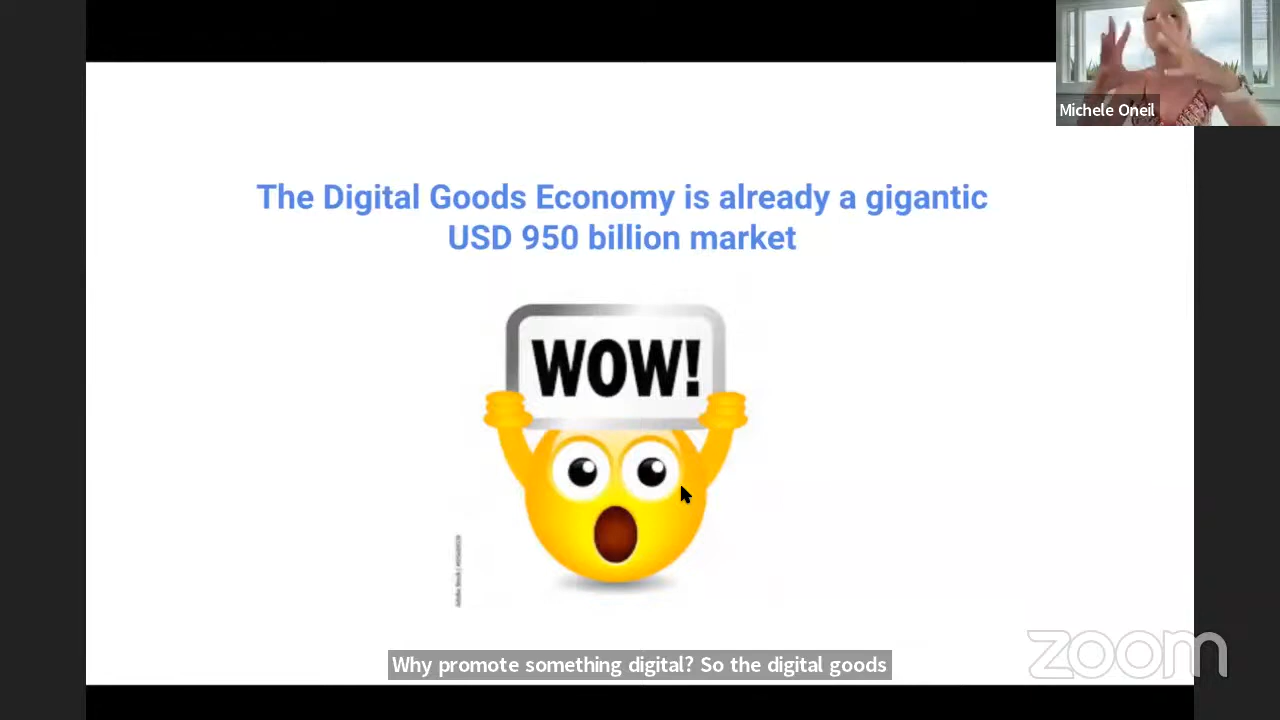 Michele Oneil
The Digital Goods Economy is already a gigantic
USD 950 billion market
WOW!
Why promote something digital? So the digital goods
zoom